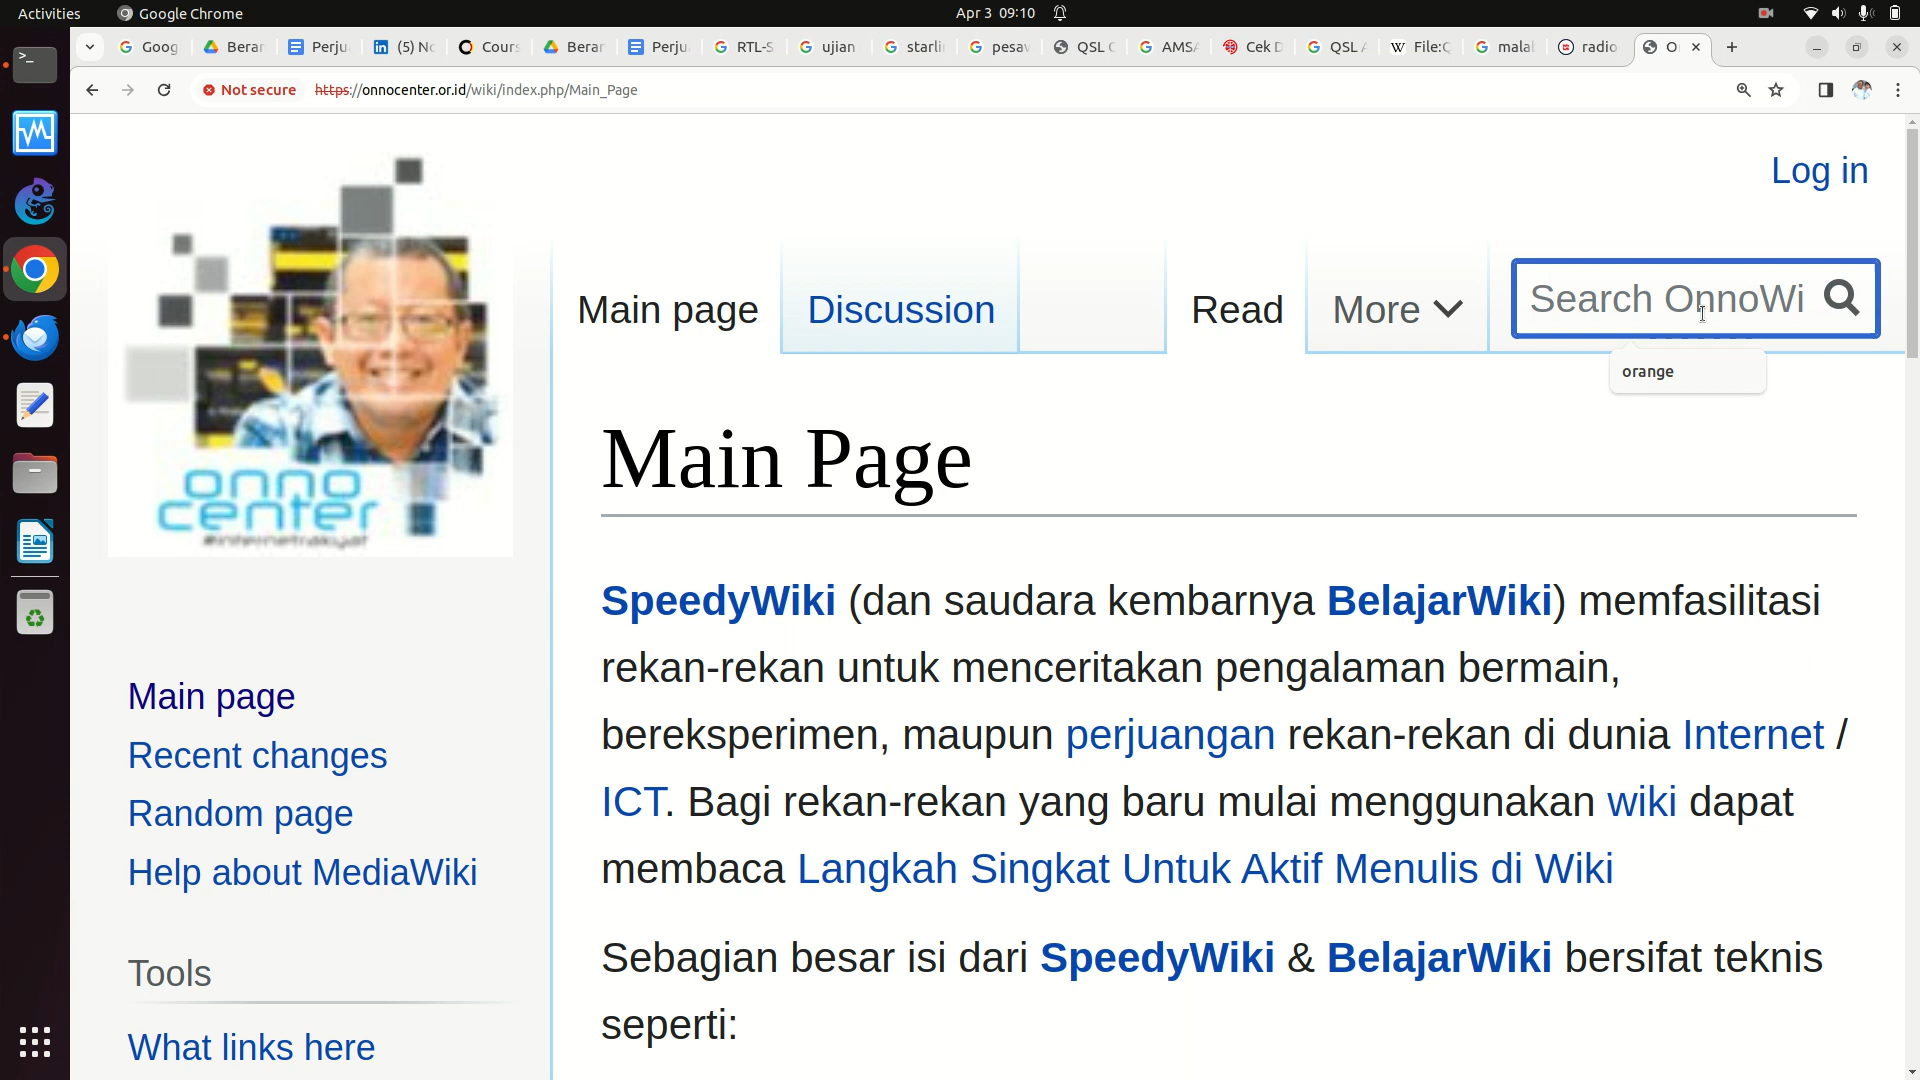 Activities Google Chrome Apr 3 09:10
Goog Berar Perju (5) Nc Cours Berar Perju RTL-S ujian starli pesav QSL C AMSA Cek D QSL A File:Q malal radio O
Not secure https://onnocenter.or.id/wiki/index.php/Main_Page
Log in
Main page Discussion Read More Search OnnoWi
orange
onno
center
#internetrakyat
Main Page
SpeedyWiki (dan saudara kembarnya BelajarWiki) memfasilitasi
rekan-rekan untuk menceritakan pengalaman bermain,
bereksperimen, maupun perjuangan rekan-rekan di dunia Internet /
ICT. Bagi rekan-rekan yang baru mulai menggunakan wiki dapat
membaca Langkah Singkat Untuk Aktif Menulis di Wiki
Sebagian besar isi dari SpeedyWiki & BelajarWiki bersifat teknis
seperti:
Main page
Recent changes
Random page
Help about MediaWiki
Tools
What links here